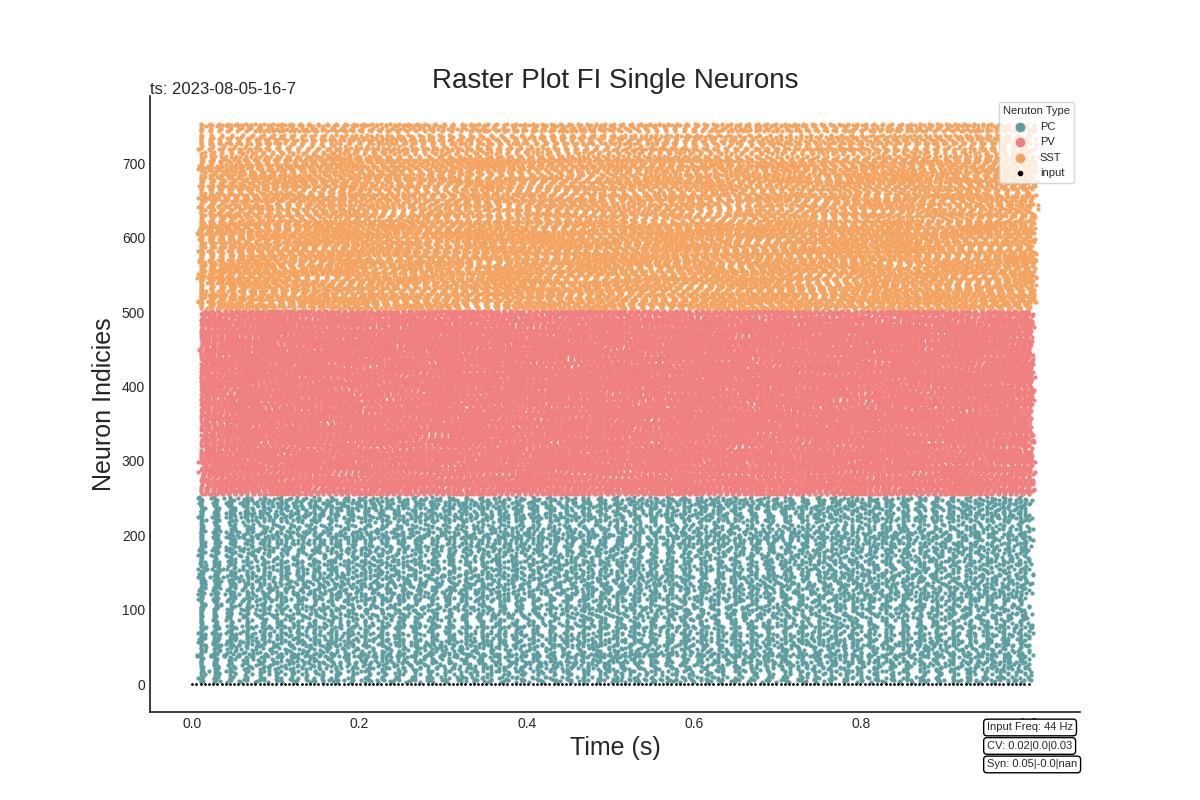 Raster Plot FI Single Neurons
ts: 2023-08-05-16-7
Neruton Type
PC
PV
SST
input
700
600
500
400
300
200
100
0
Neuron Indicies
0.0 0.2 0.4 0.6 0.8
Time (s)
Input Freq: 44 Hz
CV: 0.02|0.0|0.03
Syn: 0.05|-0.0|nan